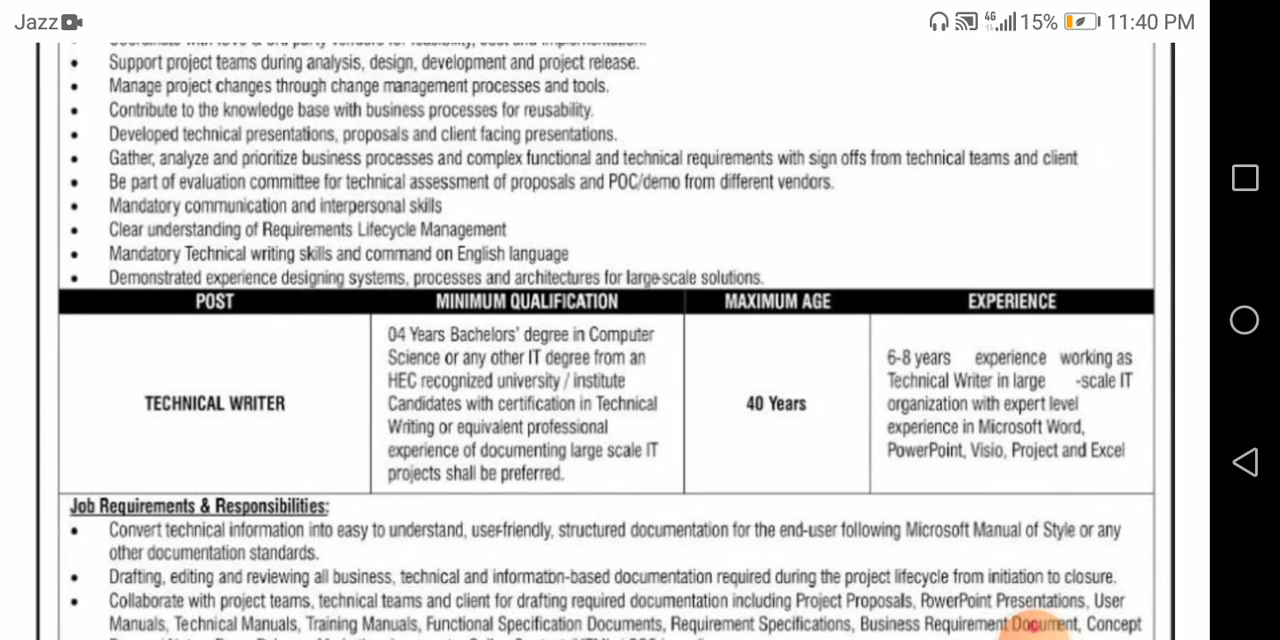 Jazz
4G 15% 11:40 PM
Support project teams during analysis, design, development and project release.
Manage project changes through change management processes and tools.
Contribute to the knowledge base with business processes for reusability.
Developed technical presentations, proposals and client facing presentations.
Gather, analyze and prioritize business processes and complex functional and technical requirements with sign offs from technical teams and client
Be part of evaluation committee for technical assessment of proposals and POC/demo from different vendors.
Mandatory communication and interpersonal skills
Clear understanding of Requirements Lifecycle Management
Mandatory Technical writing skills and command on English language
Demonstrated experience designing systems, processes and architectures for large-scale solutions.
POST MINIMUM QUALIFICATION MAXIMUM AGE EXPERIENCE
TECHNICAL WRITER
04 Years Bachelors' degree in Computer
Science or any other IT degree from an
HEC recognized university / institute
Candidates with certification in Technical
Writing or equivalent professional
experience of documenting large scale IT
projects shall be preferred.
40 Years
6-8 years experience working as
Technical Writer in large -scale IT
organization with expert level
experience in Microsoft Word,
PowerPoint, Visio, Project and Excel
Job Requirements & Responsibilities:
Convert technical information into easy to understand, user-friendly, structured documentation for the end-user following Microsoft Manual of Style or any
other documentation standards.
Drafting, editing and reviewing all business, technical and information-based documentation required during the project lifecycle from initiation to closure.
Collaborate with project teams, technical teams and client for drafting required documentation including Project Proposals, PowerPoint Presentations, User
Manuals, Technical Manuals, Training Manuals, Functional Specification Documents, Requirement Specifications, Business Requirement Document, Concept